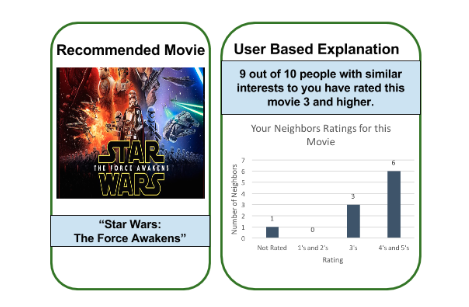 Recommended Movie
STAR
THE FORCE AWAKENS
WARS
“Star Wars:
The Force Awakens”
User Based Explanation
9 out of 10 people with similar
interests to you have rated this
movie 3 and higher.
Your Neighbors Ratings for this
Movie
Number of Neighbors
7
6
5
4
3
2
1
0
1
0
3
6
Not Rated
1's and 2's
3's
4's and 5's
Rating